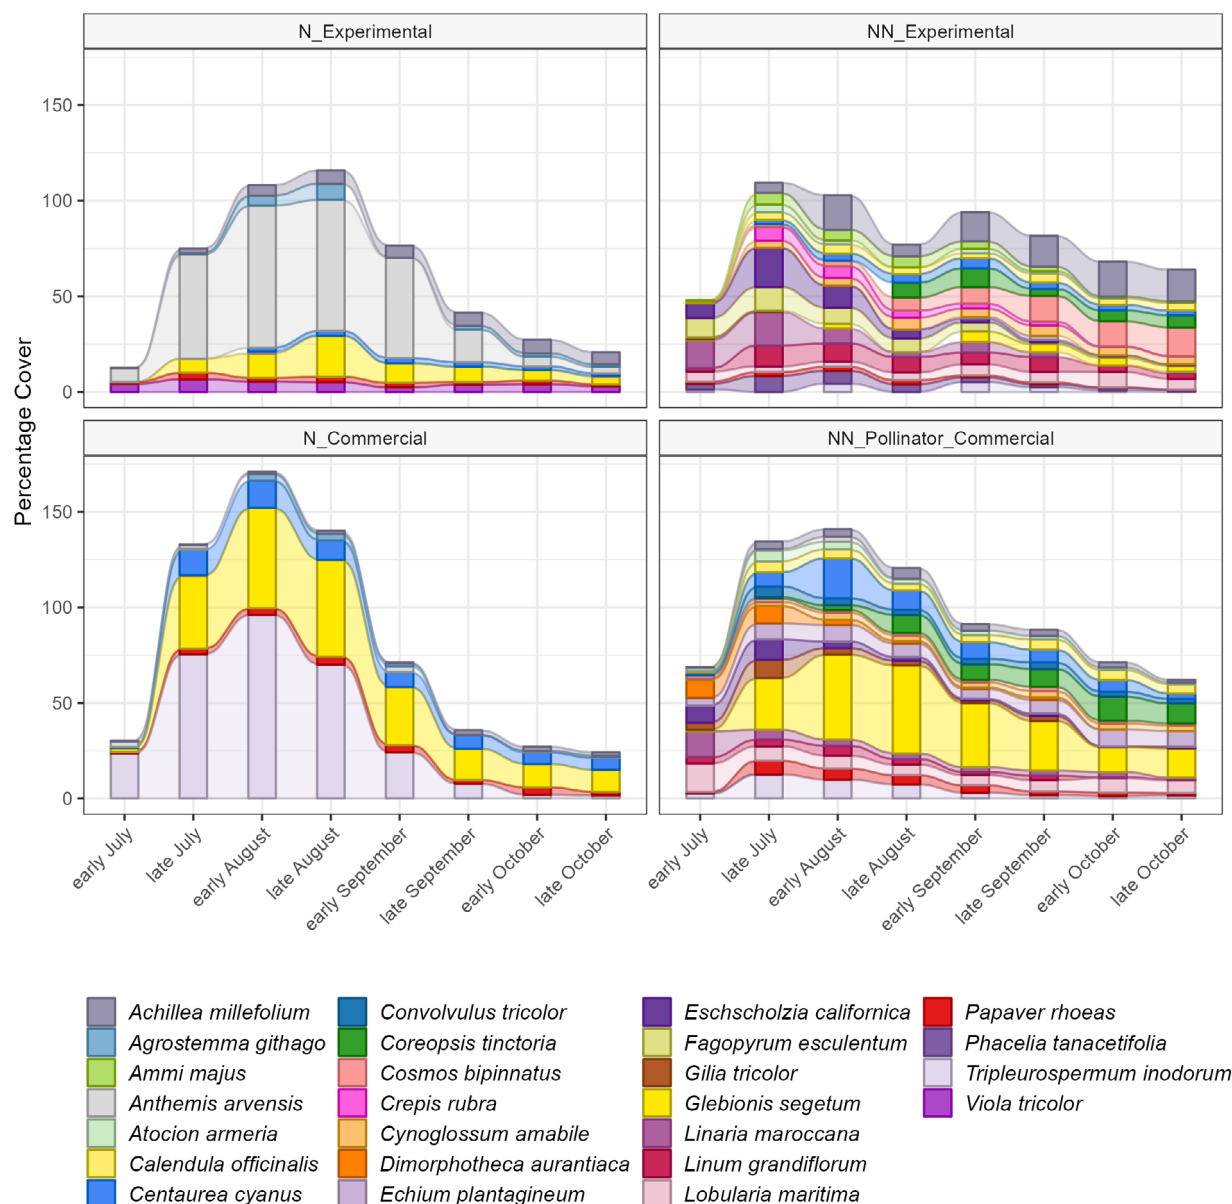 N_Experimental
NN_Experimental
150
100
50
0
Percentage Cover
N_Commercial
NN_Pollinator_Commercial
150
100
50
0
early July
late July
early August
late August
early September
late September
early October
late October
early July
late July
early August
late August
early September
late September
early October
late October
Achillea millefolium
Agrostemma githago
Ammi majus
Anthemis arvensis
Atocion armeria
Calendula officinalis
Centaurea cyanus
Convolvulus tricolor
Coreopsis tinctoria
Cosmos bipinnatus
Crepis rubra
Cynoglossum amabile
Dimorphotheca aurantiaca
Echium plantagineum
Eschscholzia californica
Fagopyrum esculentum
Gilia tricolor
Glebionis segetum
Linaria maroccana
Linum grandiflorum
Lobularia maritima
Papaver rhoeas
Phacelia tanacetifolia
Tripleurospermum inodorum
Viola tricolor